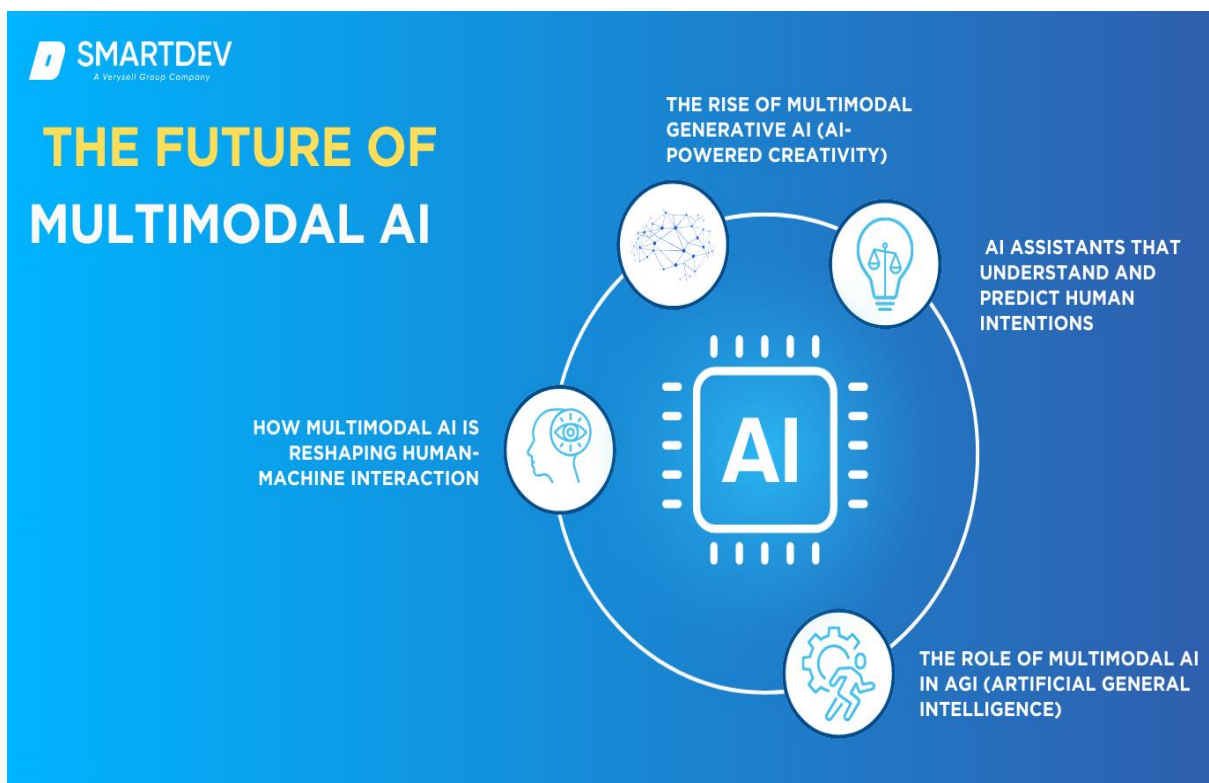 SMARTDEV
A Verysell Group Company
THE FUTURE OF
MULTIMODAL AI
THE RISE OF MULTIMODAL
GENERATIVE AI (AI-
POWERED CREATIVITY)
AI ASSISTANTS THAT
UNDERSTAND AND
PREDICT HUMAN
INTENTIONS
HOW MULTIMODAL AI IS
RESHAPING HUMAN-
MACHINE INTERACTION
AI
THE ROLE OF MULTIMODAL AI
IN AGI (ARTIFICIAL GENERAL
INTELLIGENCE)